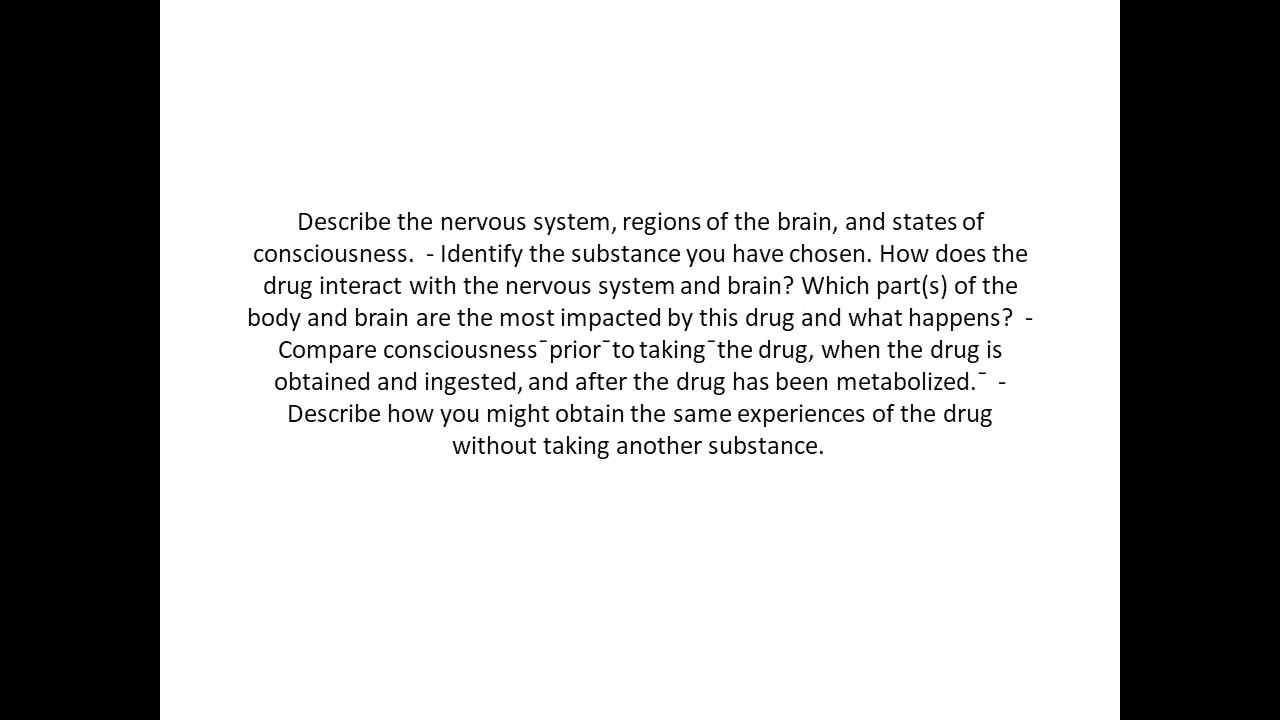 Describe the nervous system, regions of the brain, and states of
consciousness.  - Identify the substance you have chosen. How does the
drug interact with the nervous system and brain? Which part(s) of the
body and brain are the most impacted by this drug and what happens?  -
Compare consciousness¯prior¯to taking¯the drug, when the drug is
obtained and ingested, and after the drug has been metabolized.¯  -
Describe how you might obtain the same experiences of the drug
without taking another substance.